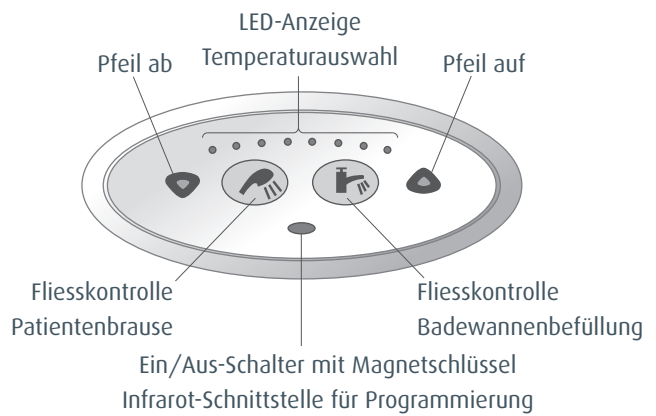 LED-Anzeige
Temperaturauswahl
Pfeil ab
Pfeil auf
Fliesskontrolle
Patientenbrause
Fliesskontrolle
Badewannenbefüllung
Ein/Aus-Schalter mit Magnetschlüssel
Infrarot-Schnittstelle für Programmierung